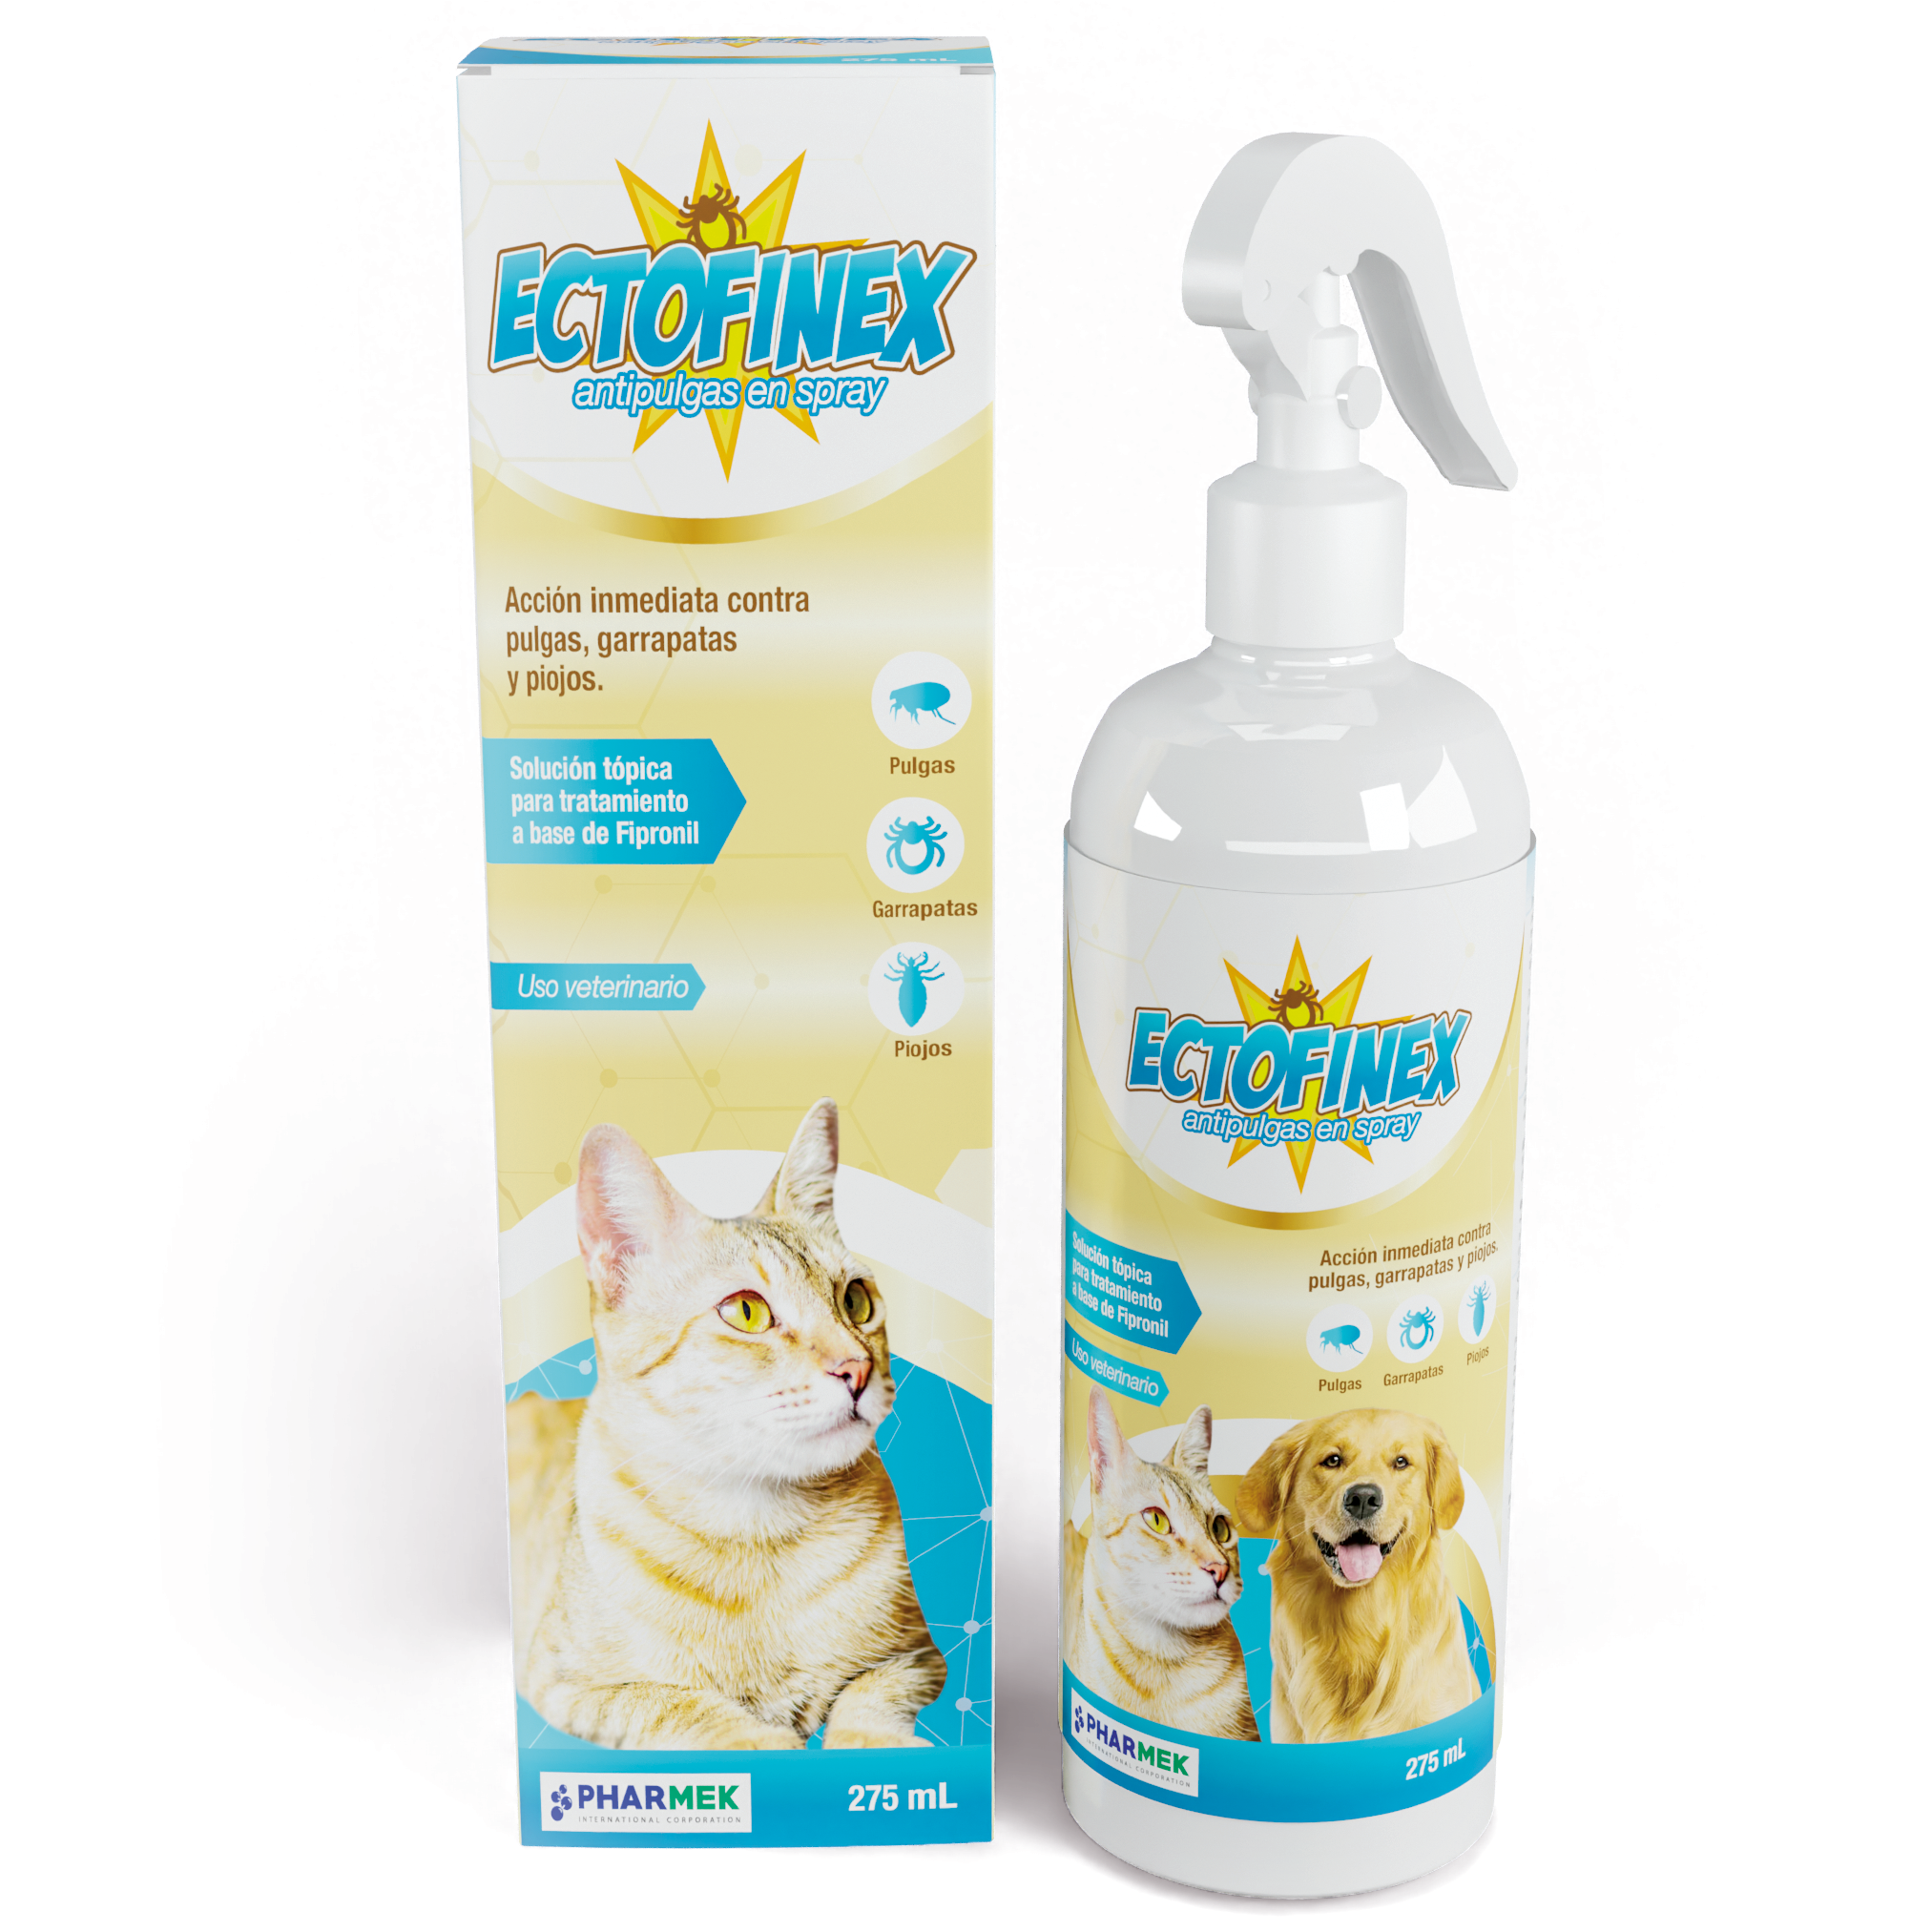 275 mL
ECTOFINEX
antipulgas en spray
Acción inmediata contra
pulgas, garrapatas
y piojos.
Pulgas
Solución tópica
para tratamiento
a base de Fipronil
Garrapatas
Uso veterinario
Piojos
PHARMEK
INTERNATIONAL CORPORATION
275 mL
ECTOFINEX
antipulgas en spray
Solución tópica
para tratamiento
a base de Fipronil
Uso veterinario
Acción inmediata contra
pulgas, garrapatas y piojos.
Pulgas
Garrapatas
Piojos
PHARMEK
INTERNATIONAL CORPORATION
275 mL